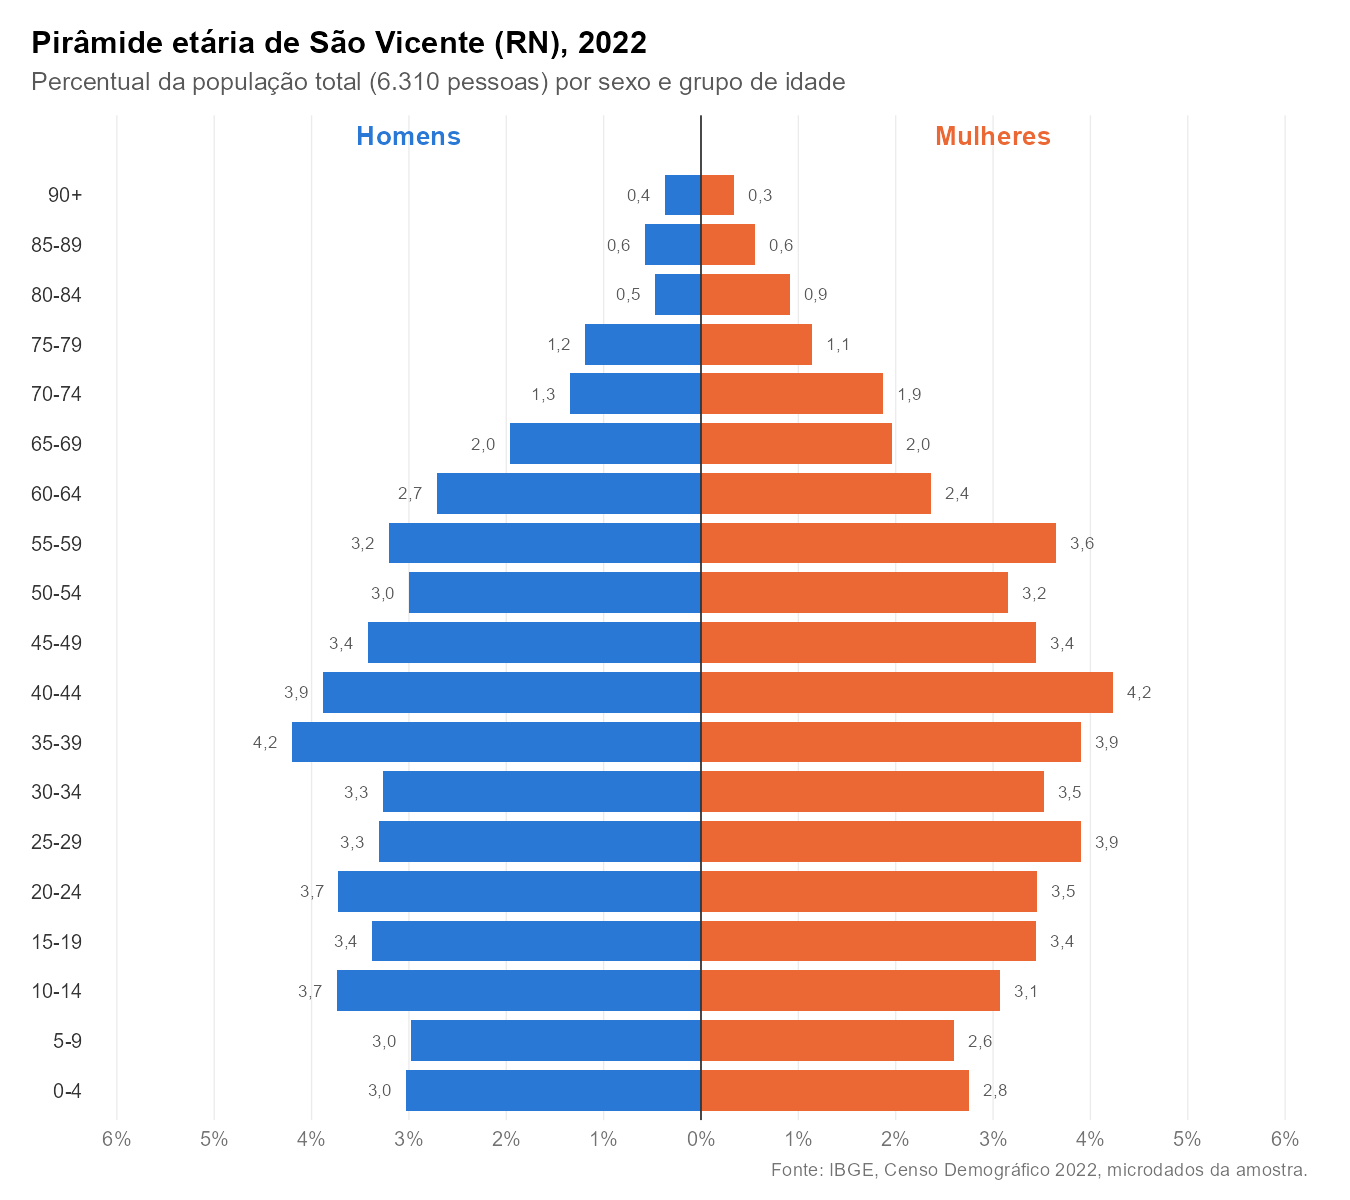 Pirâmide etária de São Vicente (RN), 2022
Percentual da população total (6.310 pessoas) por sexo e grupo de idade
Homens Mulheres
90+ 0,4 0,3
85-89 0,6 0,6
80-84 0,5 0,9
75-79 1,2 1,1
70-74 1,3 1,9
65-69 2,0 2,0
60-64 2,7 2,4
55-59 3,2 3,6
50-54 3,0 3,2
45-49 3,4 3,4
40-44 3,9 4,2
35-39 4,2 3,9
30-34 3,3 3,5
25-29 3,3 3,9
20-24 3,7 3,5
15-19 3,4 3,4
10-14 3,7 3,1
5-9 3,0 2,6
0-4 3,0 2,8
6% 5% 4% 3% 2% 1% 0% 1% 2% 3% 4% 5% 6%
Fonte: IBGE, Censo Demográfico 2022, microdados da amostra.